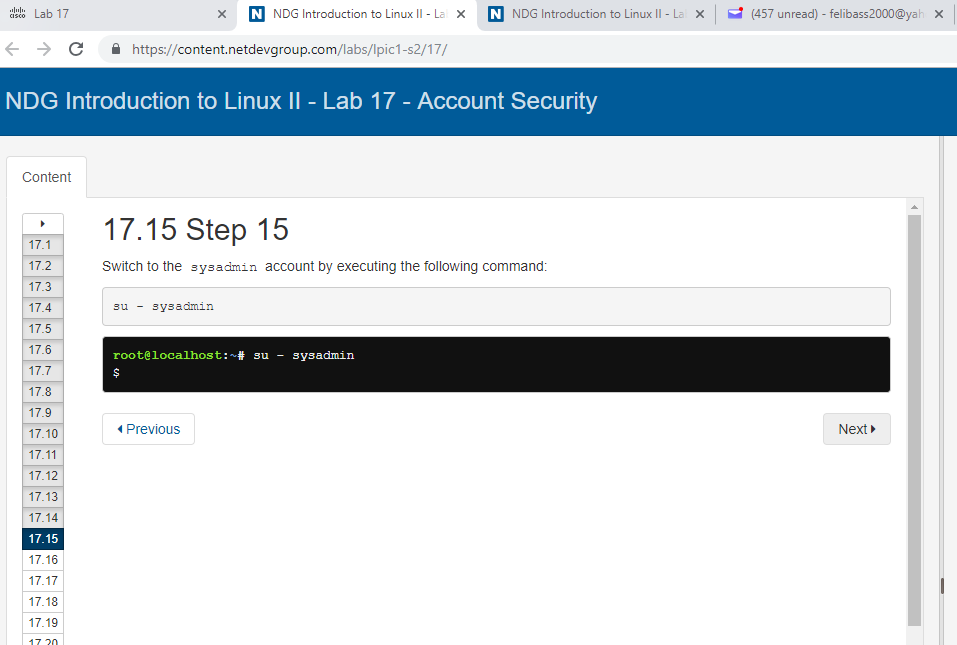 cisco Lab 17
NDG Introduction to Linux II - La
NDG Introduction to Linux II - La
(457 unread) - felibass2000@yah
https://content.netdevgroup.com/labs/lpic1-s2/17/
NDG Introduction to Linux II - Lab 17 - Account Security
Content
17.15 Step 15
Switch to the sysadmin account by executing the following command:
su - sysadmin
root@localhost:~# su - sysadmin
$
Previous
Next
17.1
17.2
17.3
17.4
17.5
17.6
17.7
17.8
17.9
17.10
17.11
17.12
17.13
17.14
17.15
17.16
17.17
17.18
17.19
17.20